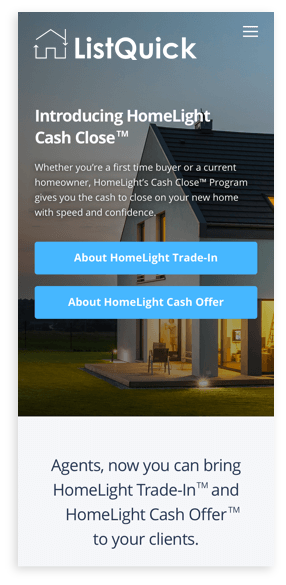 ListQuick
Introducing HomeLight
Cash Close™
Whether you're a first time buyer or a current
homeowner, HomeLight's Cash Close™ Program
gives you the cash to close on your new home
with speed and confidence.
About HomeLight Trade-In
About HomeLight Cash Offer
Agents, now you can bring
HomeLight Trade-In™ and
HomeLight Cash Offer™
to your clients.